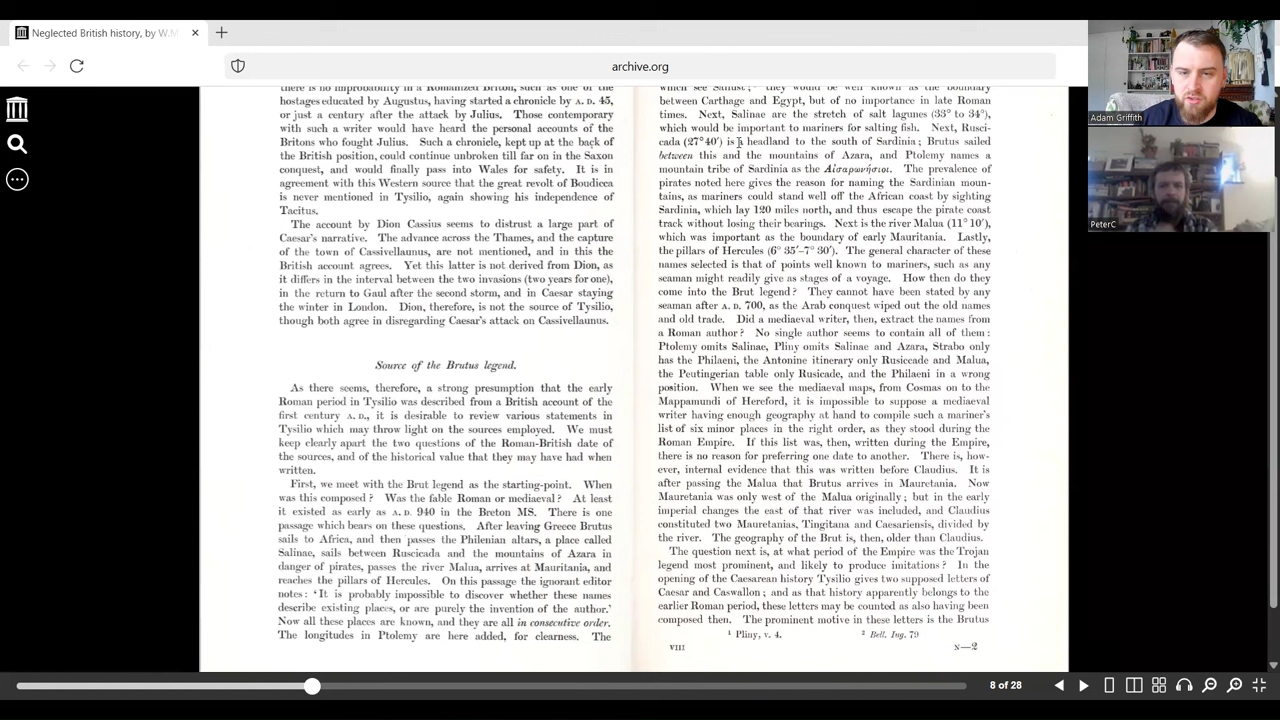 Neglected British history, by W.M
archive.org
there is no improbability in a Romanized Briton, such as one of the
hostages educated by Augustus, having started a chronicle by A. D. 45,
or just a century after the attack by Julius. Those contemporary
with such a writer would have heard the personal accounts of the
Britons who fought Julius. Such a chronicle, kept up at the back of
the British position, could continue unbroken till far on in the Saxon
conquest, and would finally pass into Wales for safety. It is in
agreement with this Western source that the great revolt of Boudicca
is never mentioned in Tysilio, again showing his independence of
Tacitus.
The account by Dion Cassius seems to distrust a large part of
Caesar's narrative. The advance across the Thames, and the capture
of the town of Cassivellaunus, are not mentioned, and in this the
British account agrees. Yet this latter is not derived from Dion, as
it differs in the interval between the two invasions (two years for one),
in the return to Gaul after the second storm, and in Caesar staying
the winter in London. Dion, therefore, is not the source of Tysilio,
though both agree in disregarding Caesar's attack on Cassivellaunus.
Source of the Brutus legend.
As there seems, therefore, a strong presumption that the early
Roman period in Tysilio was described from a British account of the
first century A. D., it is desirable to review various statements in
Tysilio which may throw light on the sources employed. We must
keep clearly apart the two questions of the Roman-British date of
the sources, and of the historical value that they may have had when
written.
First, we meet with the Brut legend as the starting-point. When
was this composed? Was the fable Roman or mediaeval? At least
it existed as early as A. D. 940 in the Breton MS. There is one
passage which bears on these questions. After leaving Greece Brutus
sails to Africa, and then passes the Philenian altars, a place called
Salinae, sails between Ruscicada and the mountains of Azara in
danger of pirates, passes the river Malua, arrives at Mauritania, and
reaches the pillars of Hercules. On this passage the ignorant editor
notes: 'It is probably impossible to discover whether these names
describe existing places, or are purely the invention of the author.'
Now all these places are known, and they are all in consecutive order.
The longitudes in Ptolemy are here added, for clearness. The
which see Sallust; they would be well known as the boundary
between Carthage and Egypt, but of no importance in late Roman
times. Next, Salinae are the stretch of salt lagunes (33° to 34°),
which would be important to mariners for salting fish. Next, Rusci-
cada (27° 40′) is a headland to the south of Sardinia; Brutus sailed
between this and the mountains of Azara, and Ptolemy names a
mountain tribe of Sardinia as the Αἰσαρωνήσιοι. The prevalence of
pirates noted here gives the reason for naming the Sardinian moun-
tains, as mariners could stand well off the African coast by sighting
Sardinia, which lay 120 miles north, and thus escape the pirate coast
track without losing their bearings. Next is the river Malua (11° 10′),
which was important as the boundary of early Mauritania. Lastly,
the pillars of Hercules (6° 35′–7° 30′). The general character of these
names selected is that of points well known to mariners, such as any
seaman might readily give as stages of a voyage. How then do they
come into the Brut legend? They cannot have been stated by any
seaman after A. D. 700, as the Arab conquest wiped out the old names
and old trade. Did a mediaeval writer, then, extract the names from
a Roman author? No single author seems to contain all of them:
Ptolemy omits Salinae, Pliny omits Salinae and Azara, Strabo only
has the Philaeni, the Antonine itinerary only Rusiccade and Malua,
the Peutingerian table only Rusicade, and the Philaeni in a wrong
position. When we see the mediaeval maps, from Cosmas on to the
Mappamundi of Hereford, it is impossible to suppose a mediaeval
writer having enough geography at hand to compile such a mariner's
list of six minor places in the right order, as they stood during the
Roman Empire. If this list was, then, written during the Empire,
there is no reason for preferring one date to another. There is, how-
ever, internal evidence that this was written before Claudius. It is
after passing the Malua that Brutus arrives in Mauretania. Now
Mauretania was only west of the Malua originally; but in the early
imperial changes the east of that river was included, and Claudius
constituted two Mauretanias, Tingitana and Caesariensis, divided by
the river. The geography of the Brut is, then, older than Claudius.
The question next is, at what period of the Empire was the Trojan
legend most prominent, and likely to produce imitations? In the
opening of the Caesarean history Tysilio gives two supposed letters of
Caesar and Caswallon; and as that history apparently belongs to the
earlier Roman period, these letters may be counted as also having been
composed then. The prominent motive in these letters is the Brutus
¹ Pliny, v. 4. ² Bell. Iug. 79
VIII N—2
8 of 28
Adam Griffith
PeterC